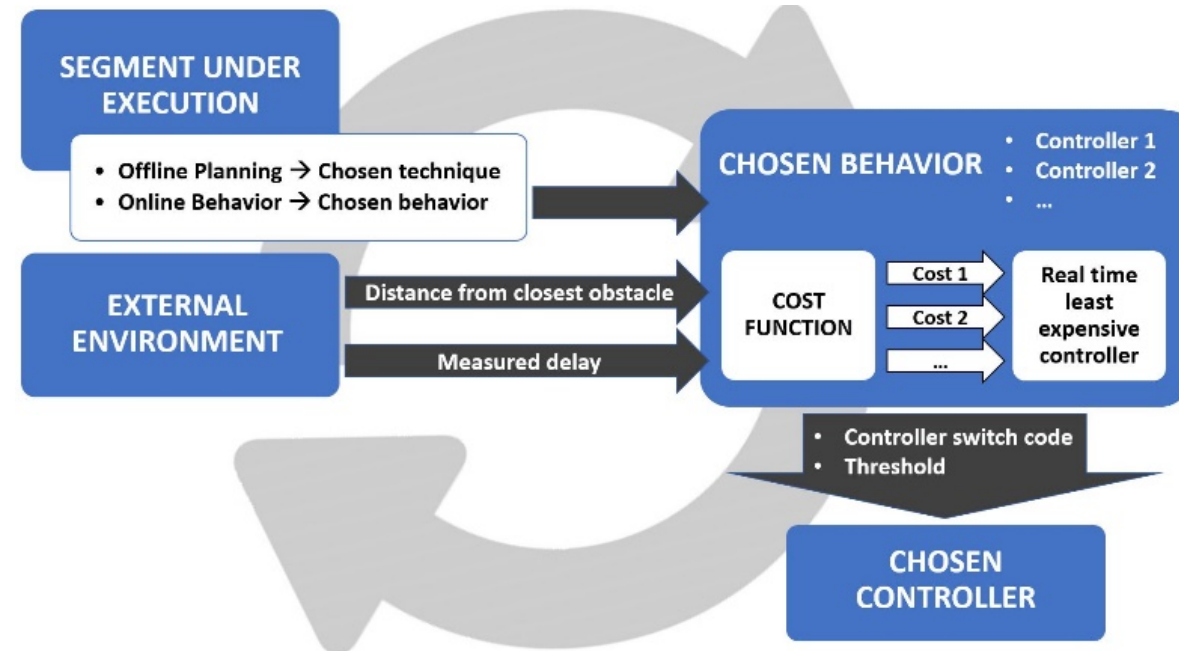 SEGMENT UNDER
EXECUTION
• Offline Planning → Chosen technique
• Online Behavior → Chosen behavior
EXTERNAL
ENVIRONMENT
Distance from closest obstacle
Measured delay
CHOSEN BEHAVIOR
• Controller 1
• Controller 2
• ...
COST
FUNCTION
Cost 1
Cost 2
...
Real time
least
expensive
controller
• Controller switch code
• Threshold
CHOSEN
CONTROLLER